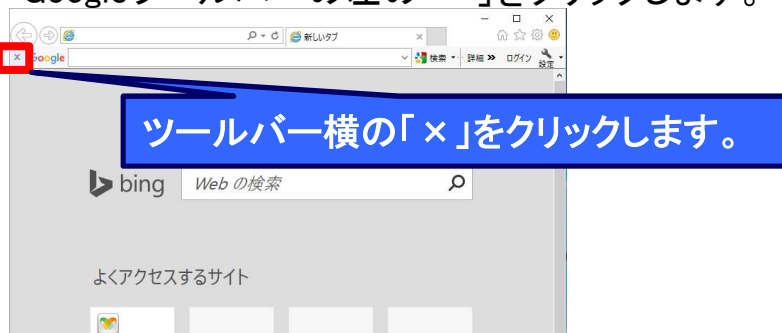 Googleツールバーの左の「×」をクリックします。
新しいタブ
×
× Google
検索
詳細 »
ログイン
設定
ツールバー横の「×」をクリックします。
bing
Web の検索
よくアクセスするサイト